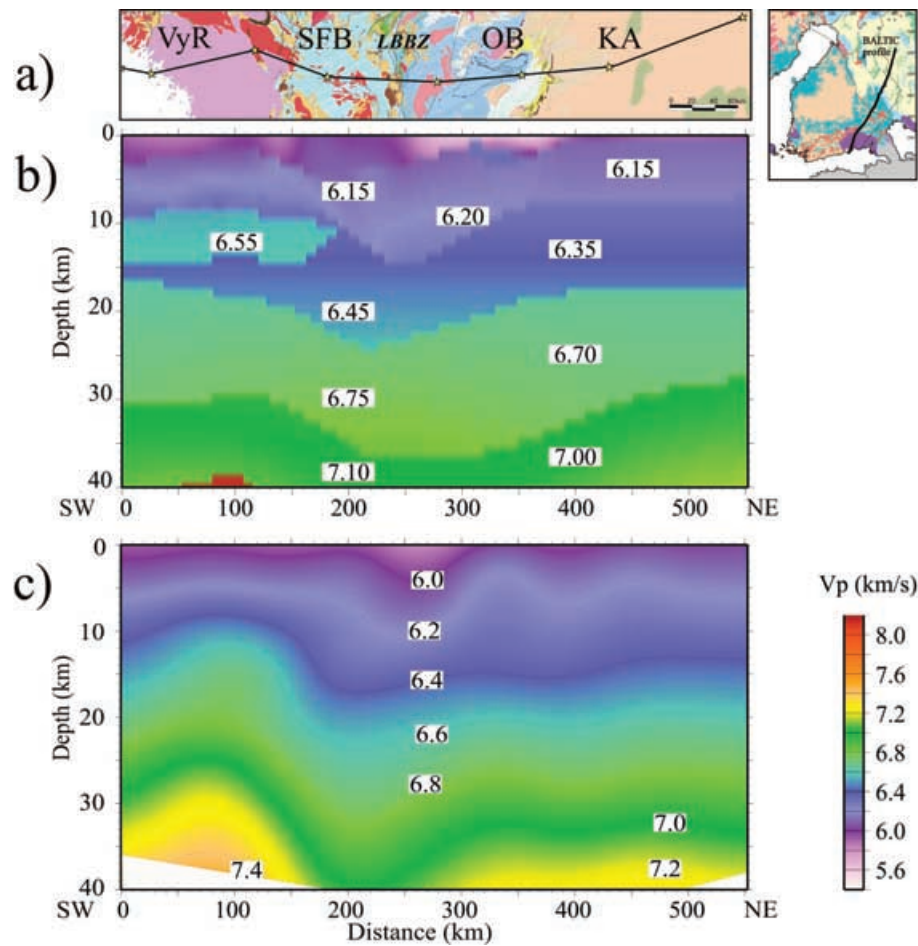 a)
VyR SFB LBBZ OB KA
BALTIC
profile
b)
0
10
20
30
40
Depth (km)
6.15 6.15
6.20
6.55 6.35
6.45
6.70
6.75
7.10 7.00
SW 0 100 200 300 400 500 NE
c)
0
10
20
30
40
Depth (km)
6.0
6.2
6.4
6.6
6.8
7.0
7.4 7.2
SW 0 100 200 300 400 500 NE
Distance (km)
Vp (km/s)
8.0
7.6
7.2
6.8
6.4
6.0
5.6